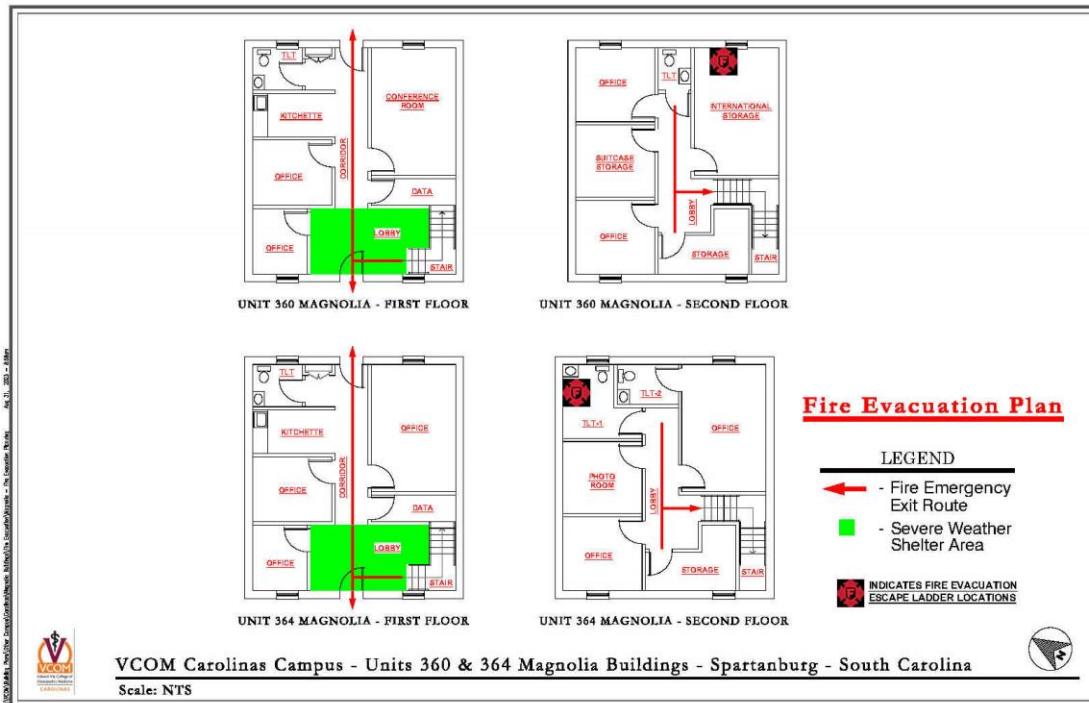 TLT
CONFERENCE
ROOM
KITCHETTE
CORRIDOR
OFFICE
DATA
LOBBY
OFFICE
STAIR
UNIT 360 MAGNOLIA - FIRST FLOOR
OFFICE
TLT
F
INTERNATIONAL
STORAGE
SUITCASE
STORAGE
LOBBY
OFFICE
STORAGE
STAIR
UNIT 360 MAGNOLIA - SECOND FLOOR
TLT
OFFICE
KITCHETTE
CORRIDOR
OFFICE
DATA
LOBBY
OFFICE
STAIR
UNIT 364 MAGNOLIA - FIRST FLOOR
F
TLT-2
TLT-1
OFFICE
PHOTO
ROOM
LOBBY
OFFICE
STORAGE
STAIR
UNIT 364 MAGNOLIA - SECOND FLOOR
Fire Evacuation Plan
LEGEND
- Fire Emergency
Exit Route
- Severe Weather
Shelter Area
F
INDICATES FIRE EVACUATION
ESCAPE LADDER LOCATIONS
VCOM
CAROLINAS
VCOM Carolinas Campus - Units 360 & 364 Magnolia Buildings - Spartanburg - South Carolina
N
Scale: NTS